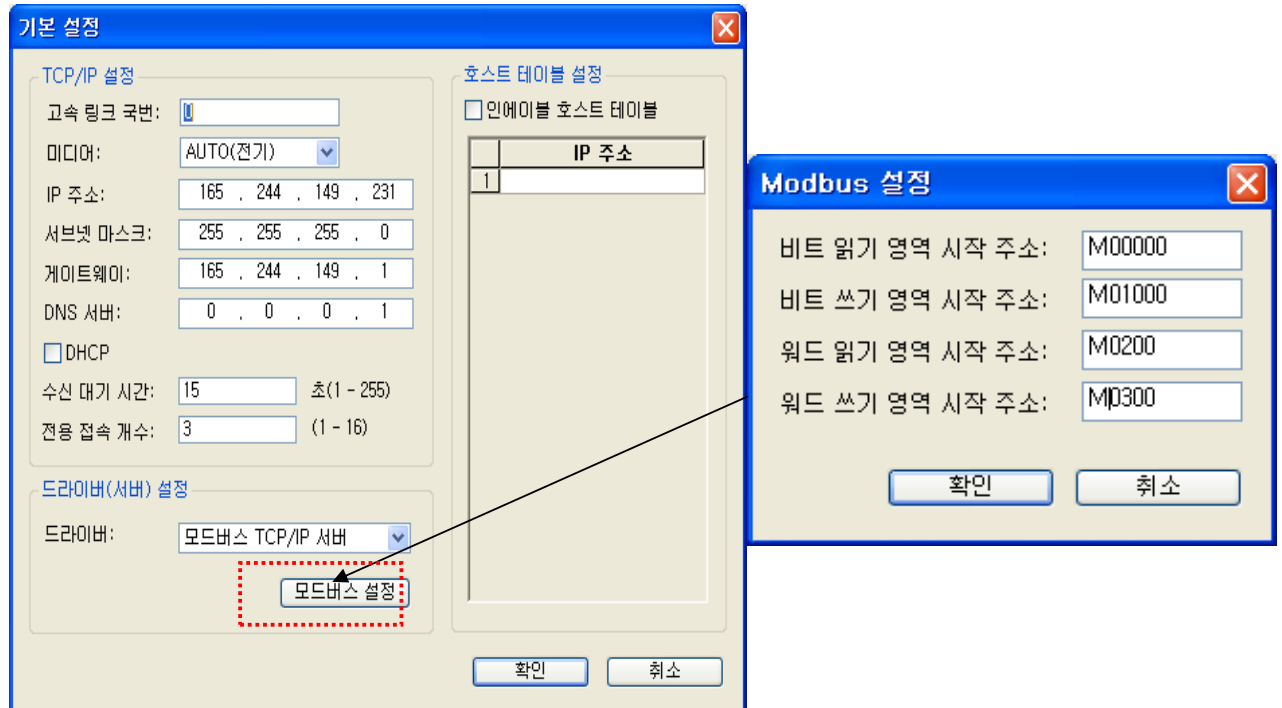 기본 설정
TCP/IP 설정
고속 링크 국번: 0
미디어: AUTO(전기)
IP 주소: 165 . 244 . 149 . 231
서브넷 마스크: 255 . 255 . 255 . 0
게이트웨이: 165 . 244 . 149 . 1
DNS 서버: 0 . 0 . 0 . 1
DHCP
수신 대기 시간: 15 초(1 - 255)
전용 접속 개수: 3 (1 - 16)
드라이버(서버) 설정
드라이버: 모드버스 TCP/IP 서버
모드버스 설정
호스트 테이블 설정
인에이블 호스트 테이블
IP 주소
1
확인 취소
Modbus 설정
비트 읽기 영역 시작 주소: M00000
비트 쓰기 영역 시작 주소: M01000
워드 읽기 영역 시작 주소: M0200
워드 쓰기 영역 시작 주소: M0300
확인 취소